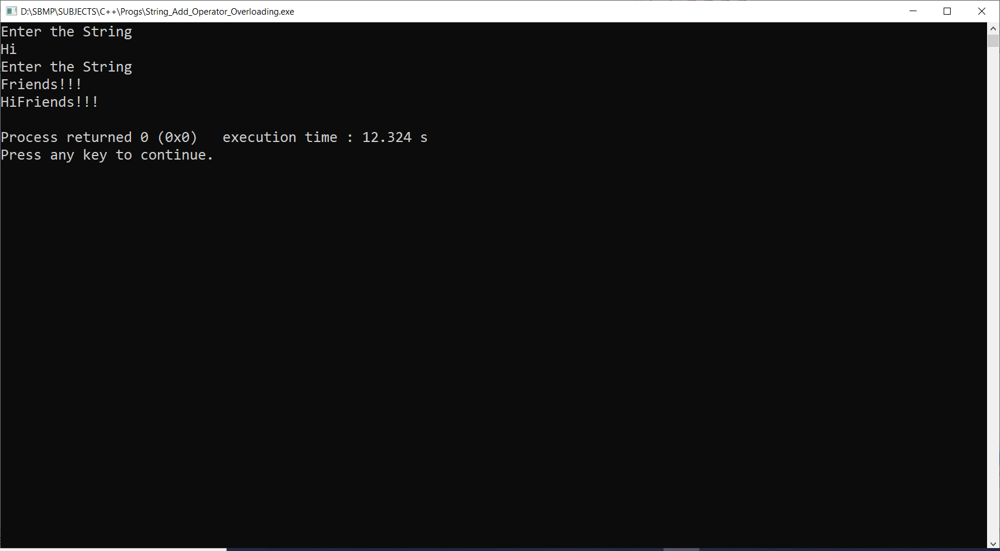 D:\SBMP\SUBJECTS\C++\Progs\String_Add_Operator_Overloading.exe
Enter the String
Hi
Enter the String
Friends!!!
HiFriends!!!
Process returned 0 (0x0)   execution time : 12.324 s
Press any key to continue.